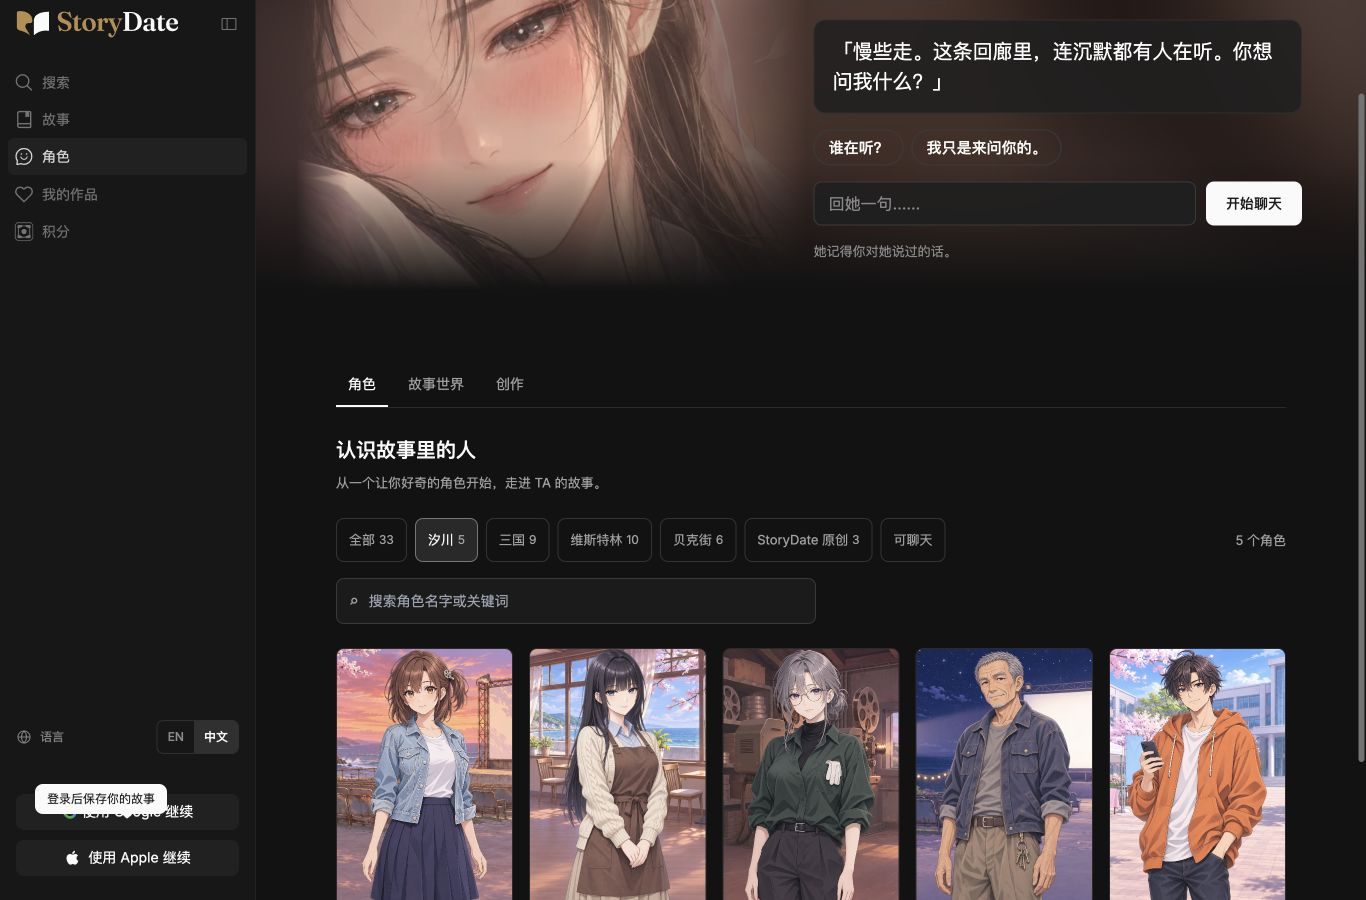 StoryDate
搜索
故事
角色
我的作品
积分
语言
EN
中文
登录后保存你的故事
使用 Google 继续
使用 Apple 继续
「慢些走。这条回廊里，连沉默都有人在听。你想
问我什么？」
谁在听？
我只是来问你的。
回她一句……
开始聊天
她记得你对她说过的话。
角色
故事世界
创作
认识故事里的人
从一个让你好奇的角色开始，走进 TA 的故事。
全部 33
汐川 5
三国 9
维斯特林 10
贝克街 6
StoryDate 原创 3
可聊天
5 个角色
搜索角色名字或关键词